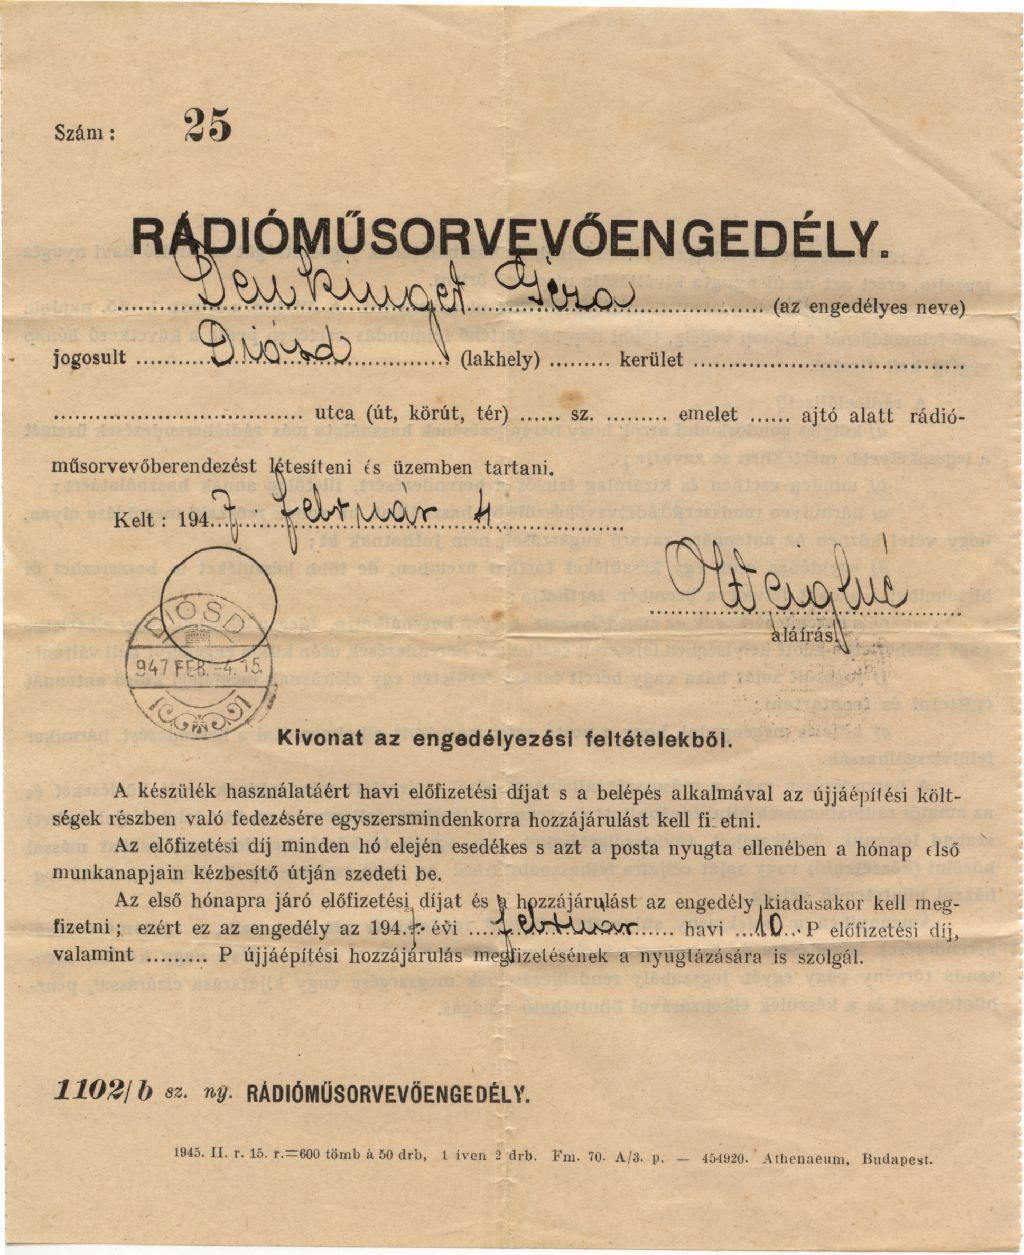 Szám: 25
RÁDIÓMŰSORVEVŐENGEDÉLY.
Denkinger Géza (az engedélyes neve)
jogosult Diósd (lakhely) ......... kerület .........
......... utca (út, körút, tér) ...... sz. ......... emelet ...... ajtó alatt rádió-
műsorvevőberendezést létesíteni és üzemben tartani.
Kelt: 1947 február 4.
aláírás.
DIÓSD
947 FEB.-4.15
Kivonat az engedélyezési feltételekből.
A készülék használatáért havi előfizetési díjat s a belépés alkalmával az újjáépítési költ-
ségek részben való fedezésére egyszersmindenkorra hozzájárulást kell fizetni.
Az előfizetési díj minden hó elején esedékes s azt a posta nyugta ellenében a hónap első
munkanapjain kézbesítő útján szedeti be.
Az első hónapra járó előfizetési díjat és a hozzájárulást az engedély kiadásakor kell meg-
fizetni; ezért ez az engedély az 1947. évi február havi 10 P előfizetési díj,
valamint ......... P újjáépítési hozzájárulás megfizetésének a nyugtázására is szolgál.
1102/b sz. ny. RÁDIÓMŰSORVEVŐENGEDÉLY.
1945. II. r. 15. r.=600 tömb à 50 drb, 1 íven 2 drb. Fm. 70. A/3. p. — 454920. Athenaeum, Budapest.